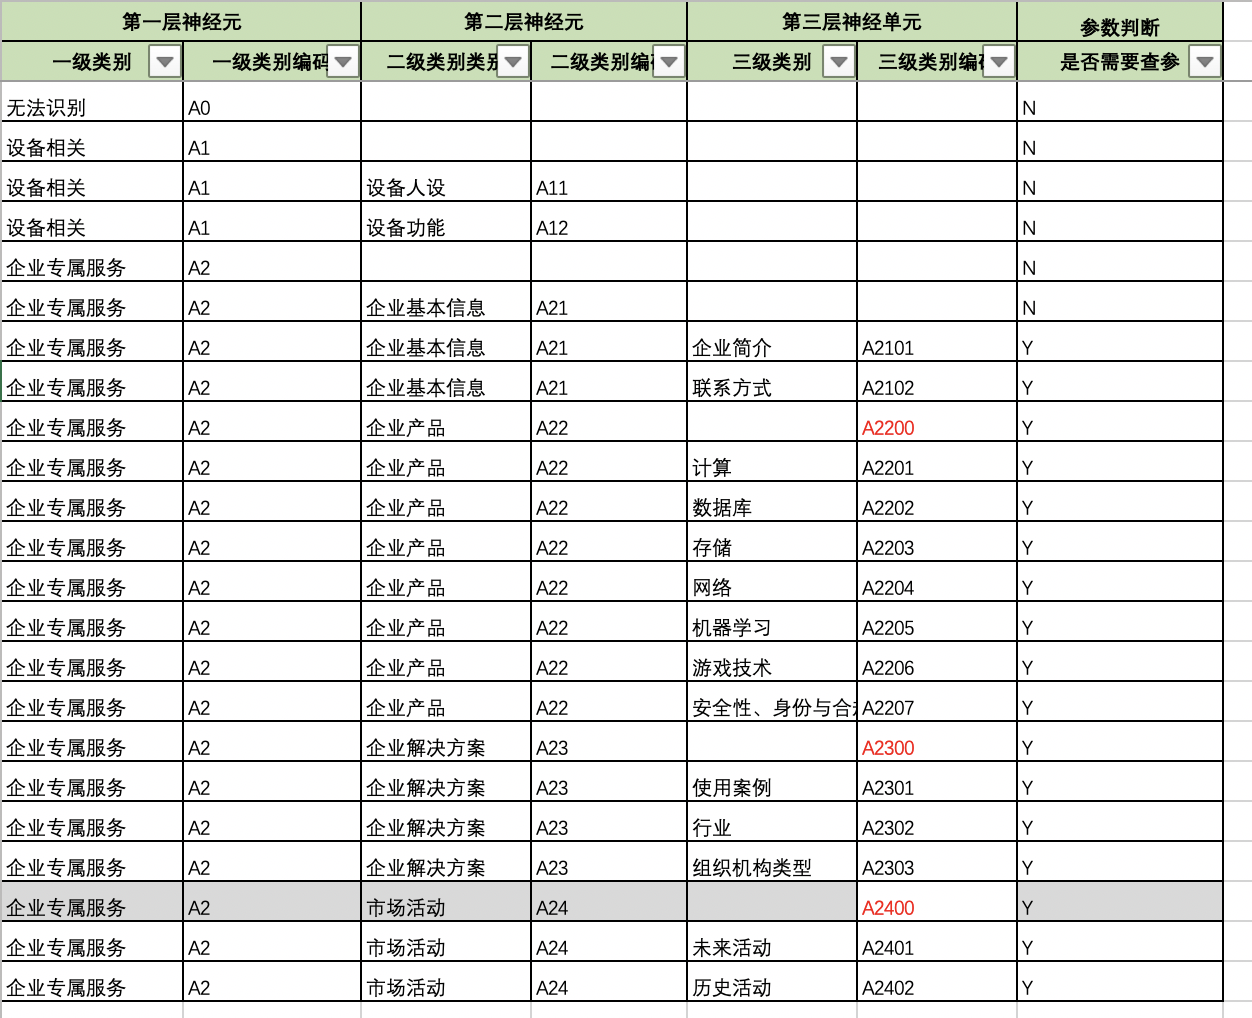 第一层神经元 第二层神经元 第三层神经单元 参数判断
一级类别 一级类别编码 二级类别类别 二级类别编 三级类别 三级类别编 是否需要查参
无法识别 A0 N
设备相关 A1 N
设备相关 A1 设备人设 A11 N
设备相关 A1 设备功能 A12 N
企业专属服务 A2 N
企业专属服务 A2 企业基本信息 A21 N
企业专属服务 A2 企业基本信息 A21 企业简介 A2101 Y
企业专属服务 A2 企业基本信息 A21 联系方式 A2102 Y
企业专属服务 A2 企业产品 A22 A2200 Y
企业专属服务 A2 企业产品 A22 计算 A2201 Y
企业专属服务 A2 企业产品 A22 数据库 A2202 Y
企业专属服务 A2 企业产品 A22 存储 A2203 Y
企业专属服务 A2 企业产品 A22 网络 A2204 Y
企业专属服务 A2 企业产品 A22 机器学习 A2205 Y
企业专属服务 A2 企业产品 A22 游戏技术 A2206 Y
企业专属服务 A2 企业产品 A22 安全性、身份与合 A2207 Y
企业专属服务 A2 企业解决方案 A23 A2300 Y
企业专属服务 A2 企业解决方案 A23 使用案例 A2301 Y
企业专属服务 A2 企业解决方案 A23 行业 A2302 Y
企业专属服务 A2 企业解决方案 A23 组织机构类型 A2303 Y
企业专属服务 A2 市场活动 A24 A2400 Y
企业专属服务 A2 市场活动 A24 未来活动 A2401 Y
企业专属服务 A2 市场活动 A24 历史活动 A2402 Y